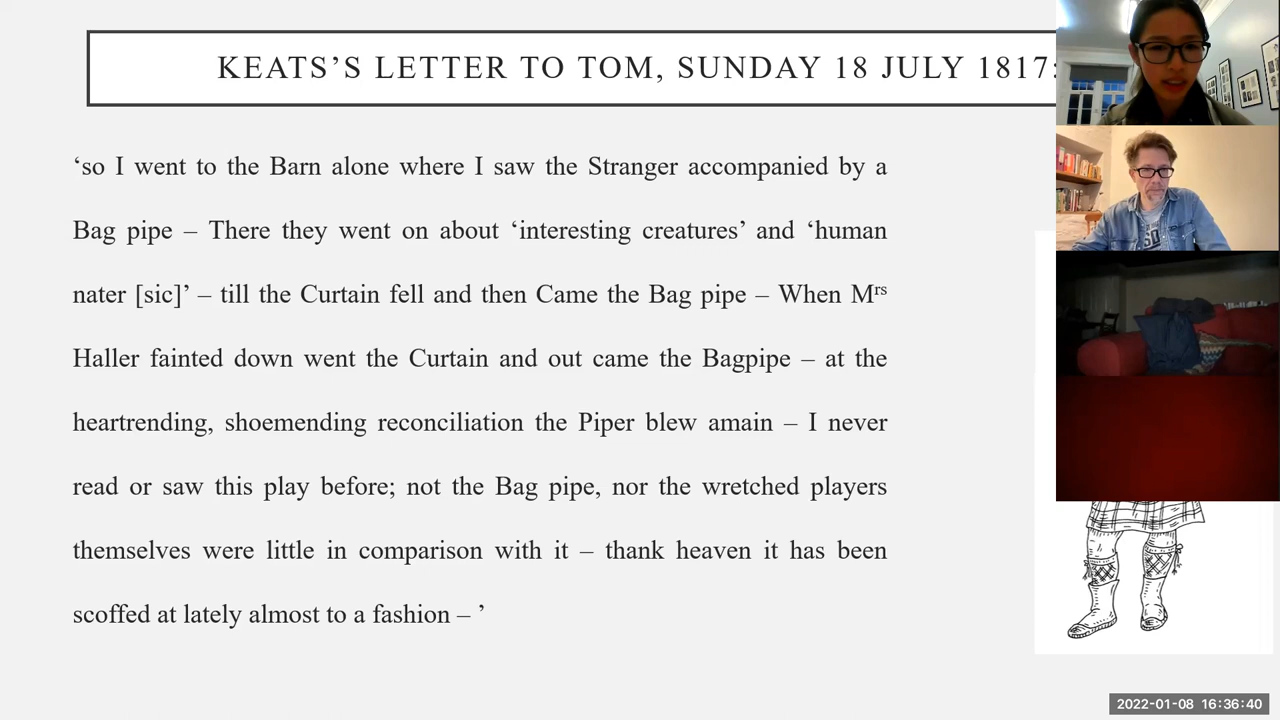 KEATS’S LETTER TO TOM, SUNDAY 18 JULY 1817:
‘so I went to the Barn alone where I saw the Stranger accompanied by a
Bag pipe – There they went on about ‘interesting creatures’ and ‘human
nater [sic]’ – till the Curtain fell and then Came the Bag pipe – When Mrs
Haller fainted down went the Curtain and out came the Bagpipe – at the
heartrending, shoemending reconciliation the Piper blew amain – I never
read or saw this play before; not the Bag pipe, nor the wretched players
themselves were little in comparison with it – thank heaven it has been
scoffed at lately almost to a fashion – ’
2022-01-08 16:36:40